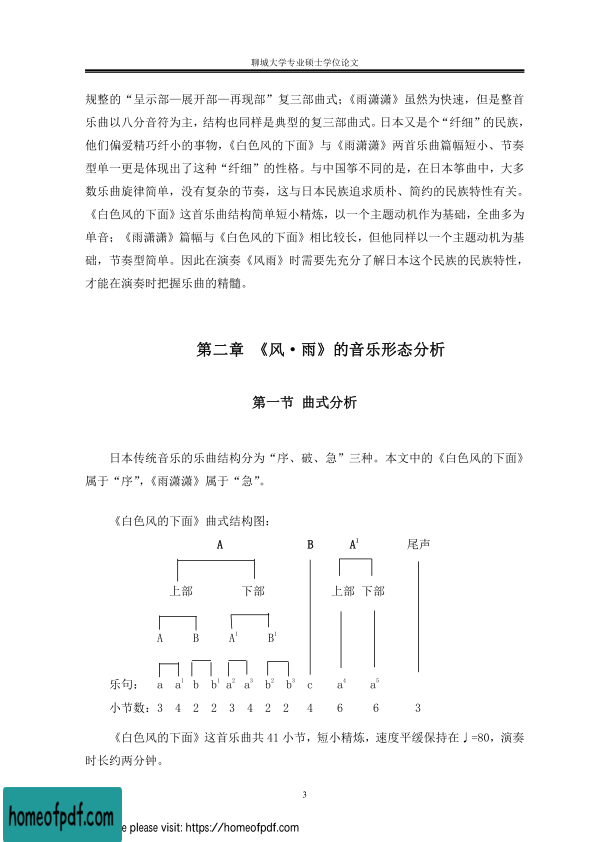 聊城大学专业硕士学位论文
规整的“呈示部—展开部—再现部”复三部曲式；《雨潇潇》虽然为快速，但是整首
乐曲以八分音符为主，结构也同样是典型的复三部曲式。日本又是个“纤细”的民族，
他们偏爱精巧纤小的事物，《白色风的下面》与《雨潇潇》两首乐曲篇幅短小、节奏
型单一更是体现出了这种“纤细”的性格。与中国筝不同的是，在日本筝曲中，大多
数乐曲旋律简单，没有复杂的节奏，这与日本民族追求质朴、简约的民族特性有关。
《白色风的下面》这首乐曲结构简单短小精炼，以一个主题动机作为基础，全曲多为
单音；《雨潇潇》篇幅与《白色风的下面》相比较长，但他同样以一个主题动机为基
础，节奏型简单。因此在演奏《风雨》时需要先充分了解日本这个民族的民族特性，
才能在演奏时把握乐曲的精髓。
第二章 《风·雨》的音乐形态分析
第一节 曲式分析
日本传统音乐的乐曲结构分为“序、破、急”三种。本文中的《白色风的下面》
属于“序”，《雨潇潇》属于“急”。
《白色风的下面》曲式结构图：
A B A¹ 尾声
上部 下部 上部 下部
A B A¹ B¹
乐句： a a¹ b b¹ a² a³ b² b³ c a⁴ a⁵
小节数：3 4 2 2 3 4 2 2 4 6 6 3
《白色风的下面》这首乐曲共 41 小节，短小精炼，速度平缓保持在♩=80，演奏
时长约两分钟。
3
homeofpdf.com
e please visit: https://homeofpdf.com